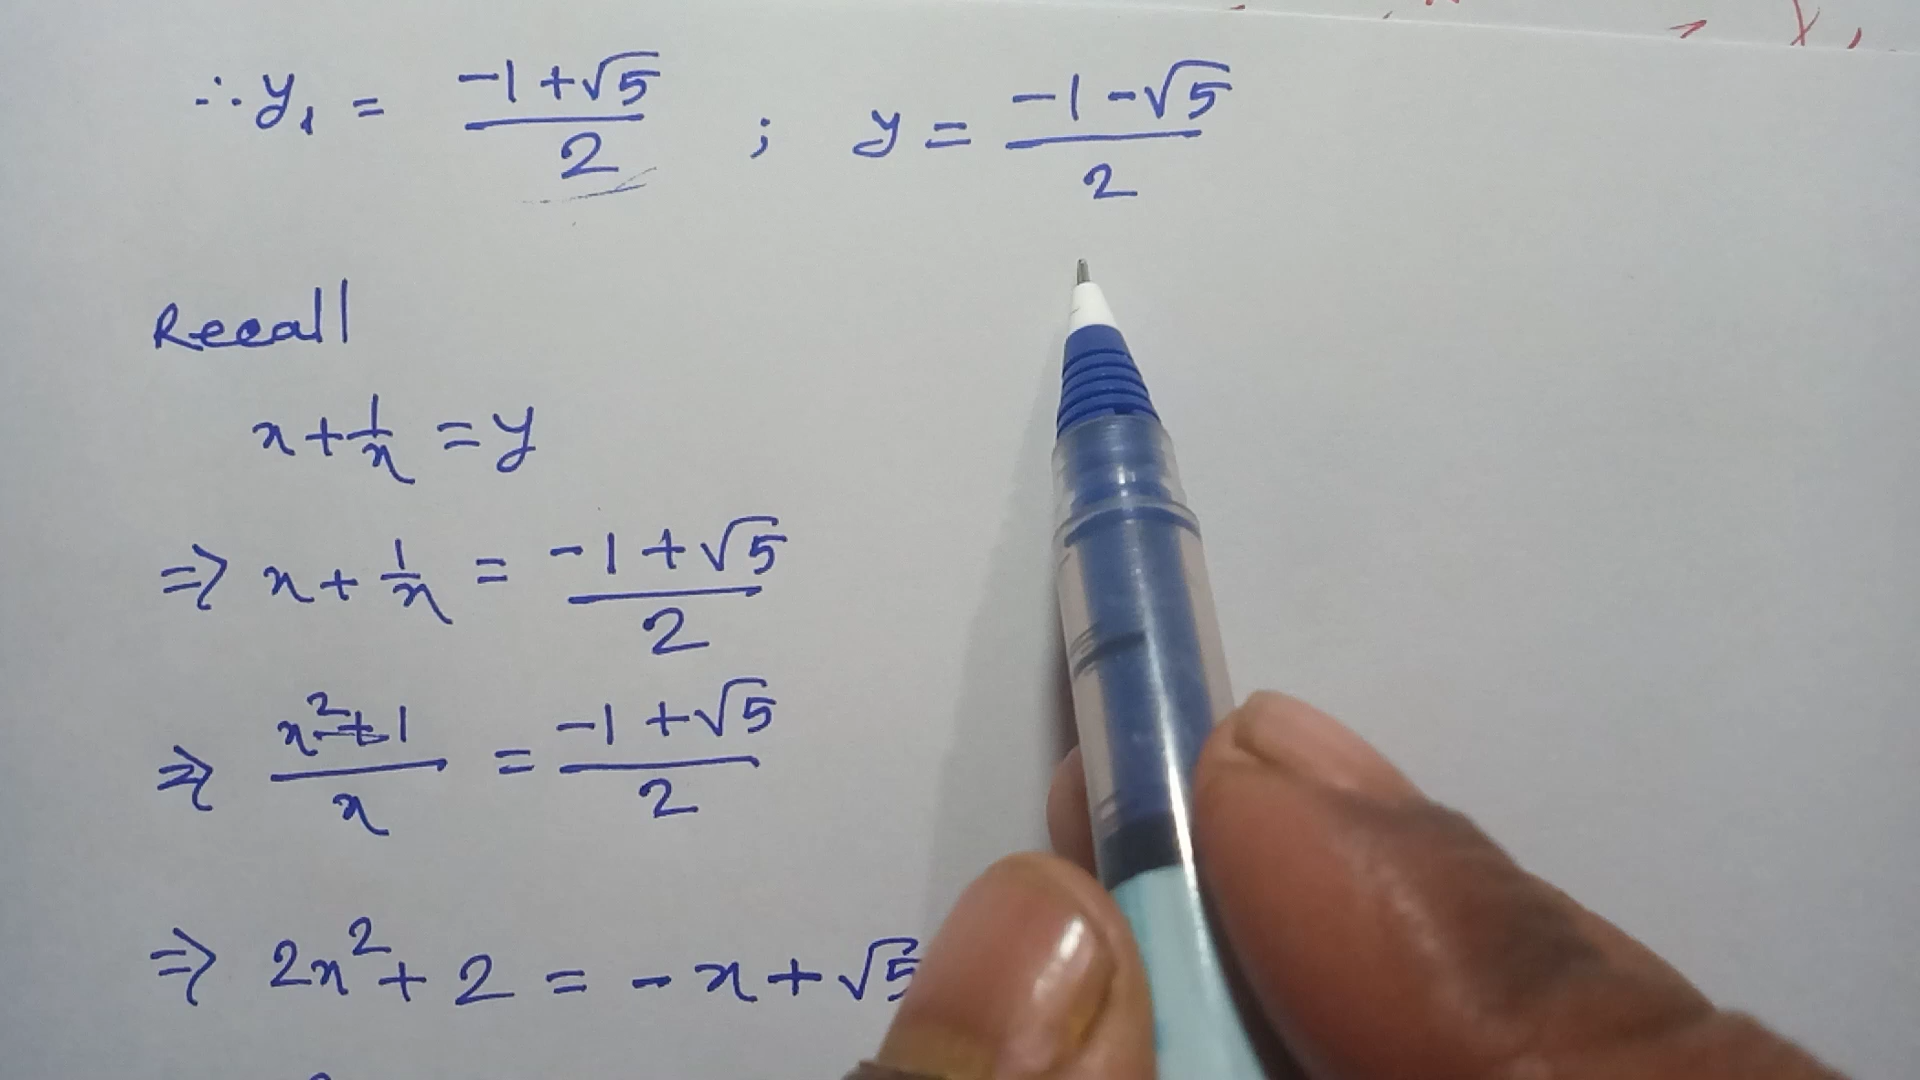 ∴ y₁ = (-1+√5)/2 ; y = (-1-√5)/2
Recall
x + 1/x = y
⇒ x + 1/x = (-1+√5)/2
⇒ (x²+1)/x = (-1+√5)/2
⇒ 2x² + 2 = -x + √5